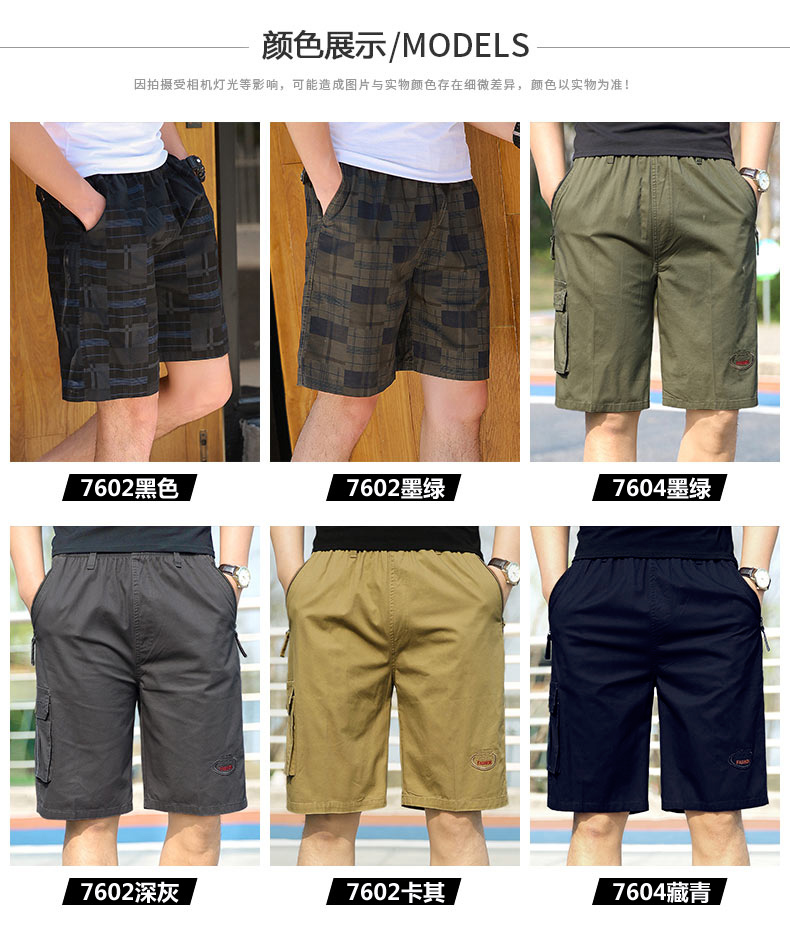 颜色展示/MODELS
因拍摄受相机灯光等影响，可能造成图片与实物颜色存在细微差异，颜色以实物为准！
7602黑色
7602墨绿
7604墨绿
7602深灰
7602卡其
7604藏青
FASHION